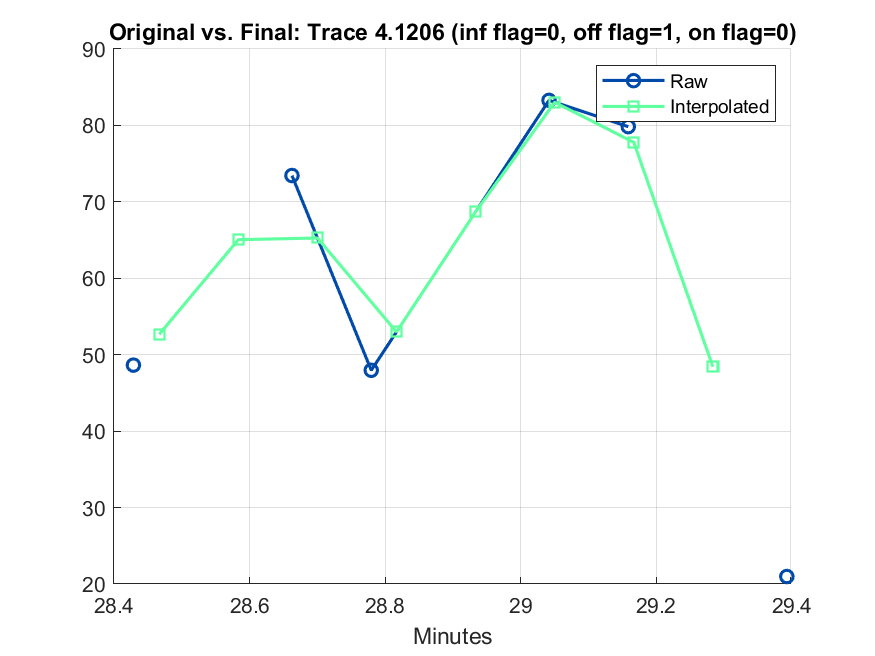 Original vs. Final: Trace 4.1206 (inf flag=0, off flag=1, on flag=0)
90
80
70
60
50
40
30
20
Raw
Interpolated
28.4 28.6 28.8 29 29.2 29.4
Minutes